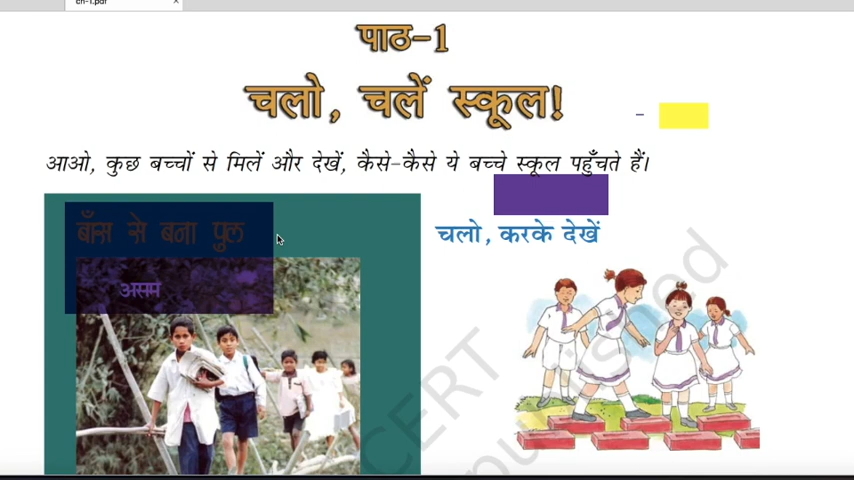 ch-1.pdf
पाठ-1
चलो, चलें स्कूल!
आओ, कुछ बच्चों से मिलें और देखें, कैसे-कैसे ये बच्चे स्कूल पहुँचते हैं।
बाँस से बना पुल
असम
चलो, करके देखें